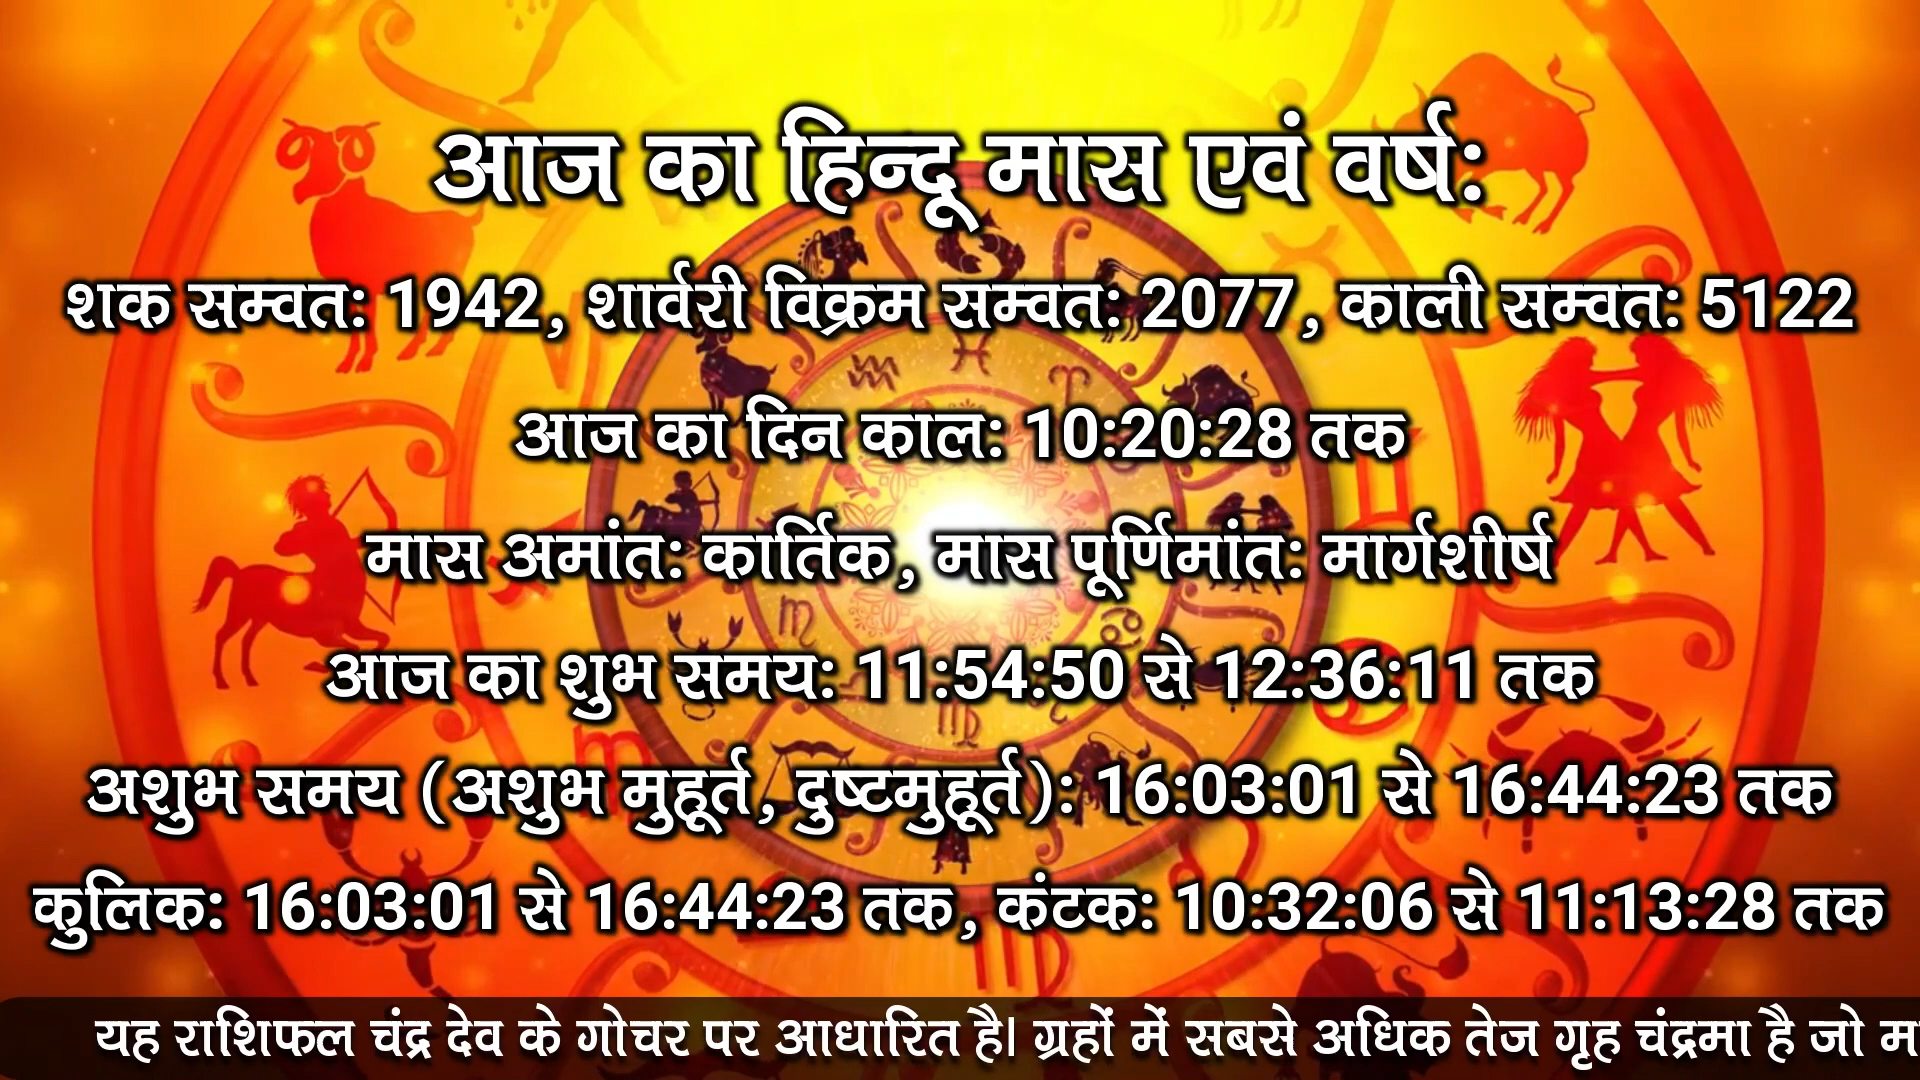 आज का हिन्दू मास एवं वर्ष:
शक सम्वत: 1942, शार्वरी विक्रम सम्वत: 2077, काली सम्वत: 5122
आज का दिन काल: 10:20:28 तक
मास अमांत: कार्तिक, मास पूर्णिमांत: मार्गशीर्ष
आज का शुभ समय: 11:54:50 से 12:36:11 तक
अशुभ समय (अशुभ मुहूर्त, दुष्टमुहूर्त): 16:03:01 से 16:44:23 तक
कुलिक: 16:03:01 से 16:44:23 तक, कंटक: 10:32:06 से 11:13:28 तक
यह राशिफल चंद्र देव के गोचर पर आधारित है। ग्रहों में सबसे अधिक तेज गृह चंद्रमा है जो